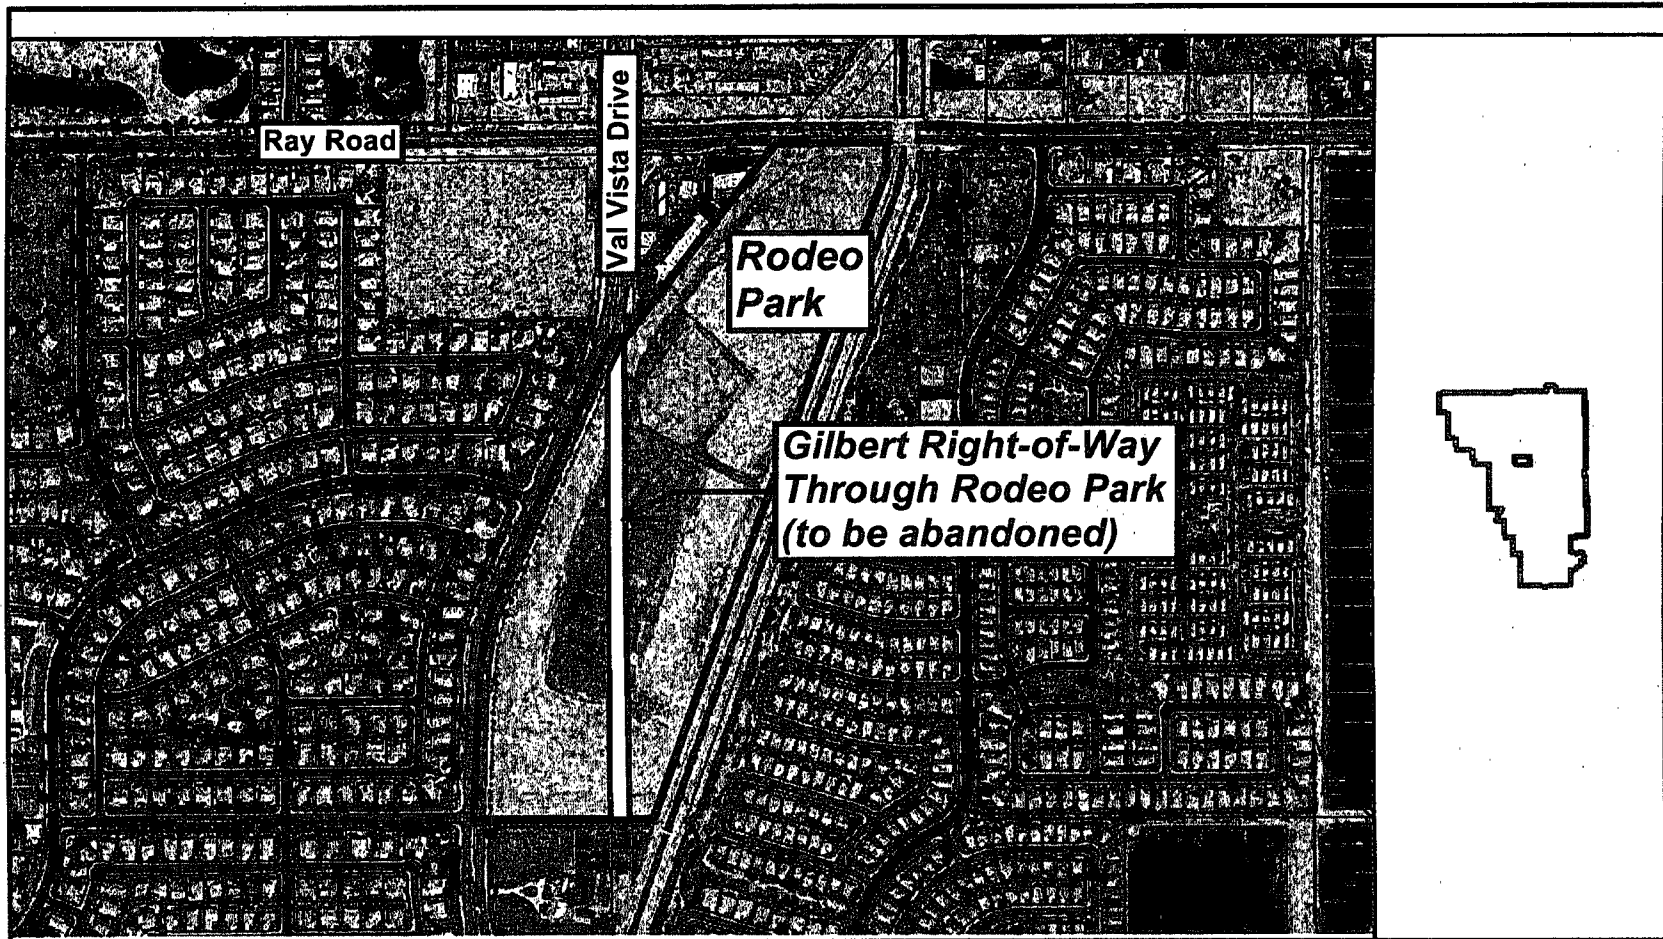 Ray Road
Val Vista Drive
Rodeo
Park
Gilbert Right-of-Way
Through Rodeo Park
(to be abandoned)